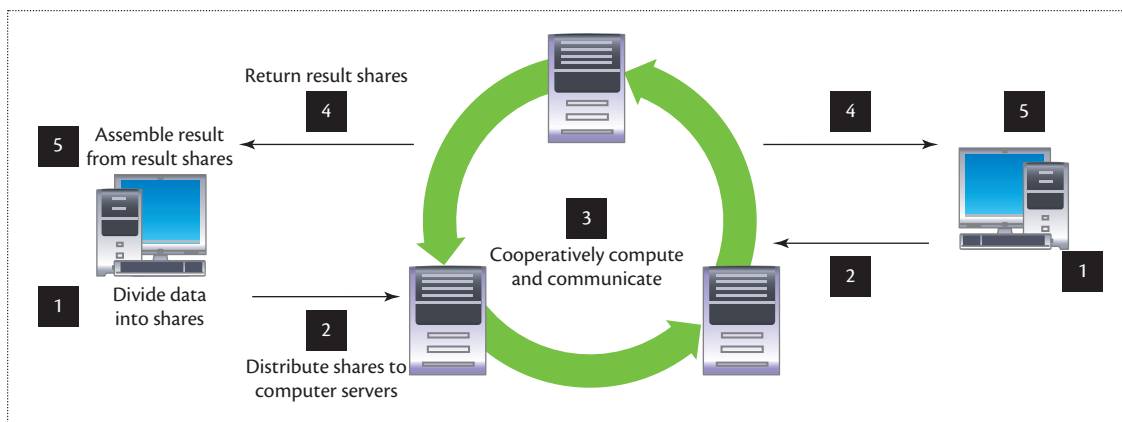 Return result shares
4
4
5
Assemble result
from result shares
5
3
Cooperatively compute
and communicate
2
1
1
Divide data
into shares
2
Distribute shares to
computer servers